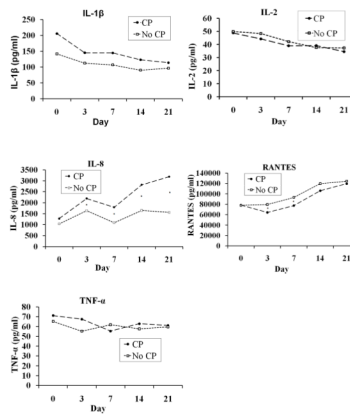 IL-1β
250
200
150
100
50
0
IL-1β (pg/ml)
CP
No CP
0 3 7 14 21
Day
IL-2
60
50
40
30
20
10
0
IL-2 (pg/ml)
CP
No CP
0 3 7 14 21
Day
IL-8
3500
3000
2500
2000
1500
1000
500
0
IL-8 (pg/ml)
CP
No CP
0 3 7 14 21
Day
RANTES
140000
120000
100000
80000
60000
40000
20000
0
RANTES (pg/ml)
CP
No CP
0 3 7 14 21
Day
TNF-α
80
70
60
50
40
30
20
10
0
TNF-α (pg/ml)
CP
No CP
0 3 7 14 21
Day